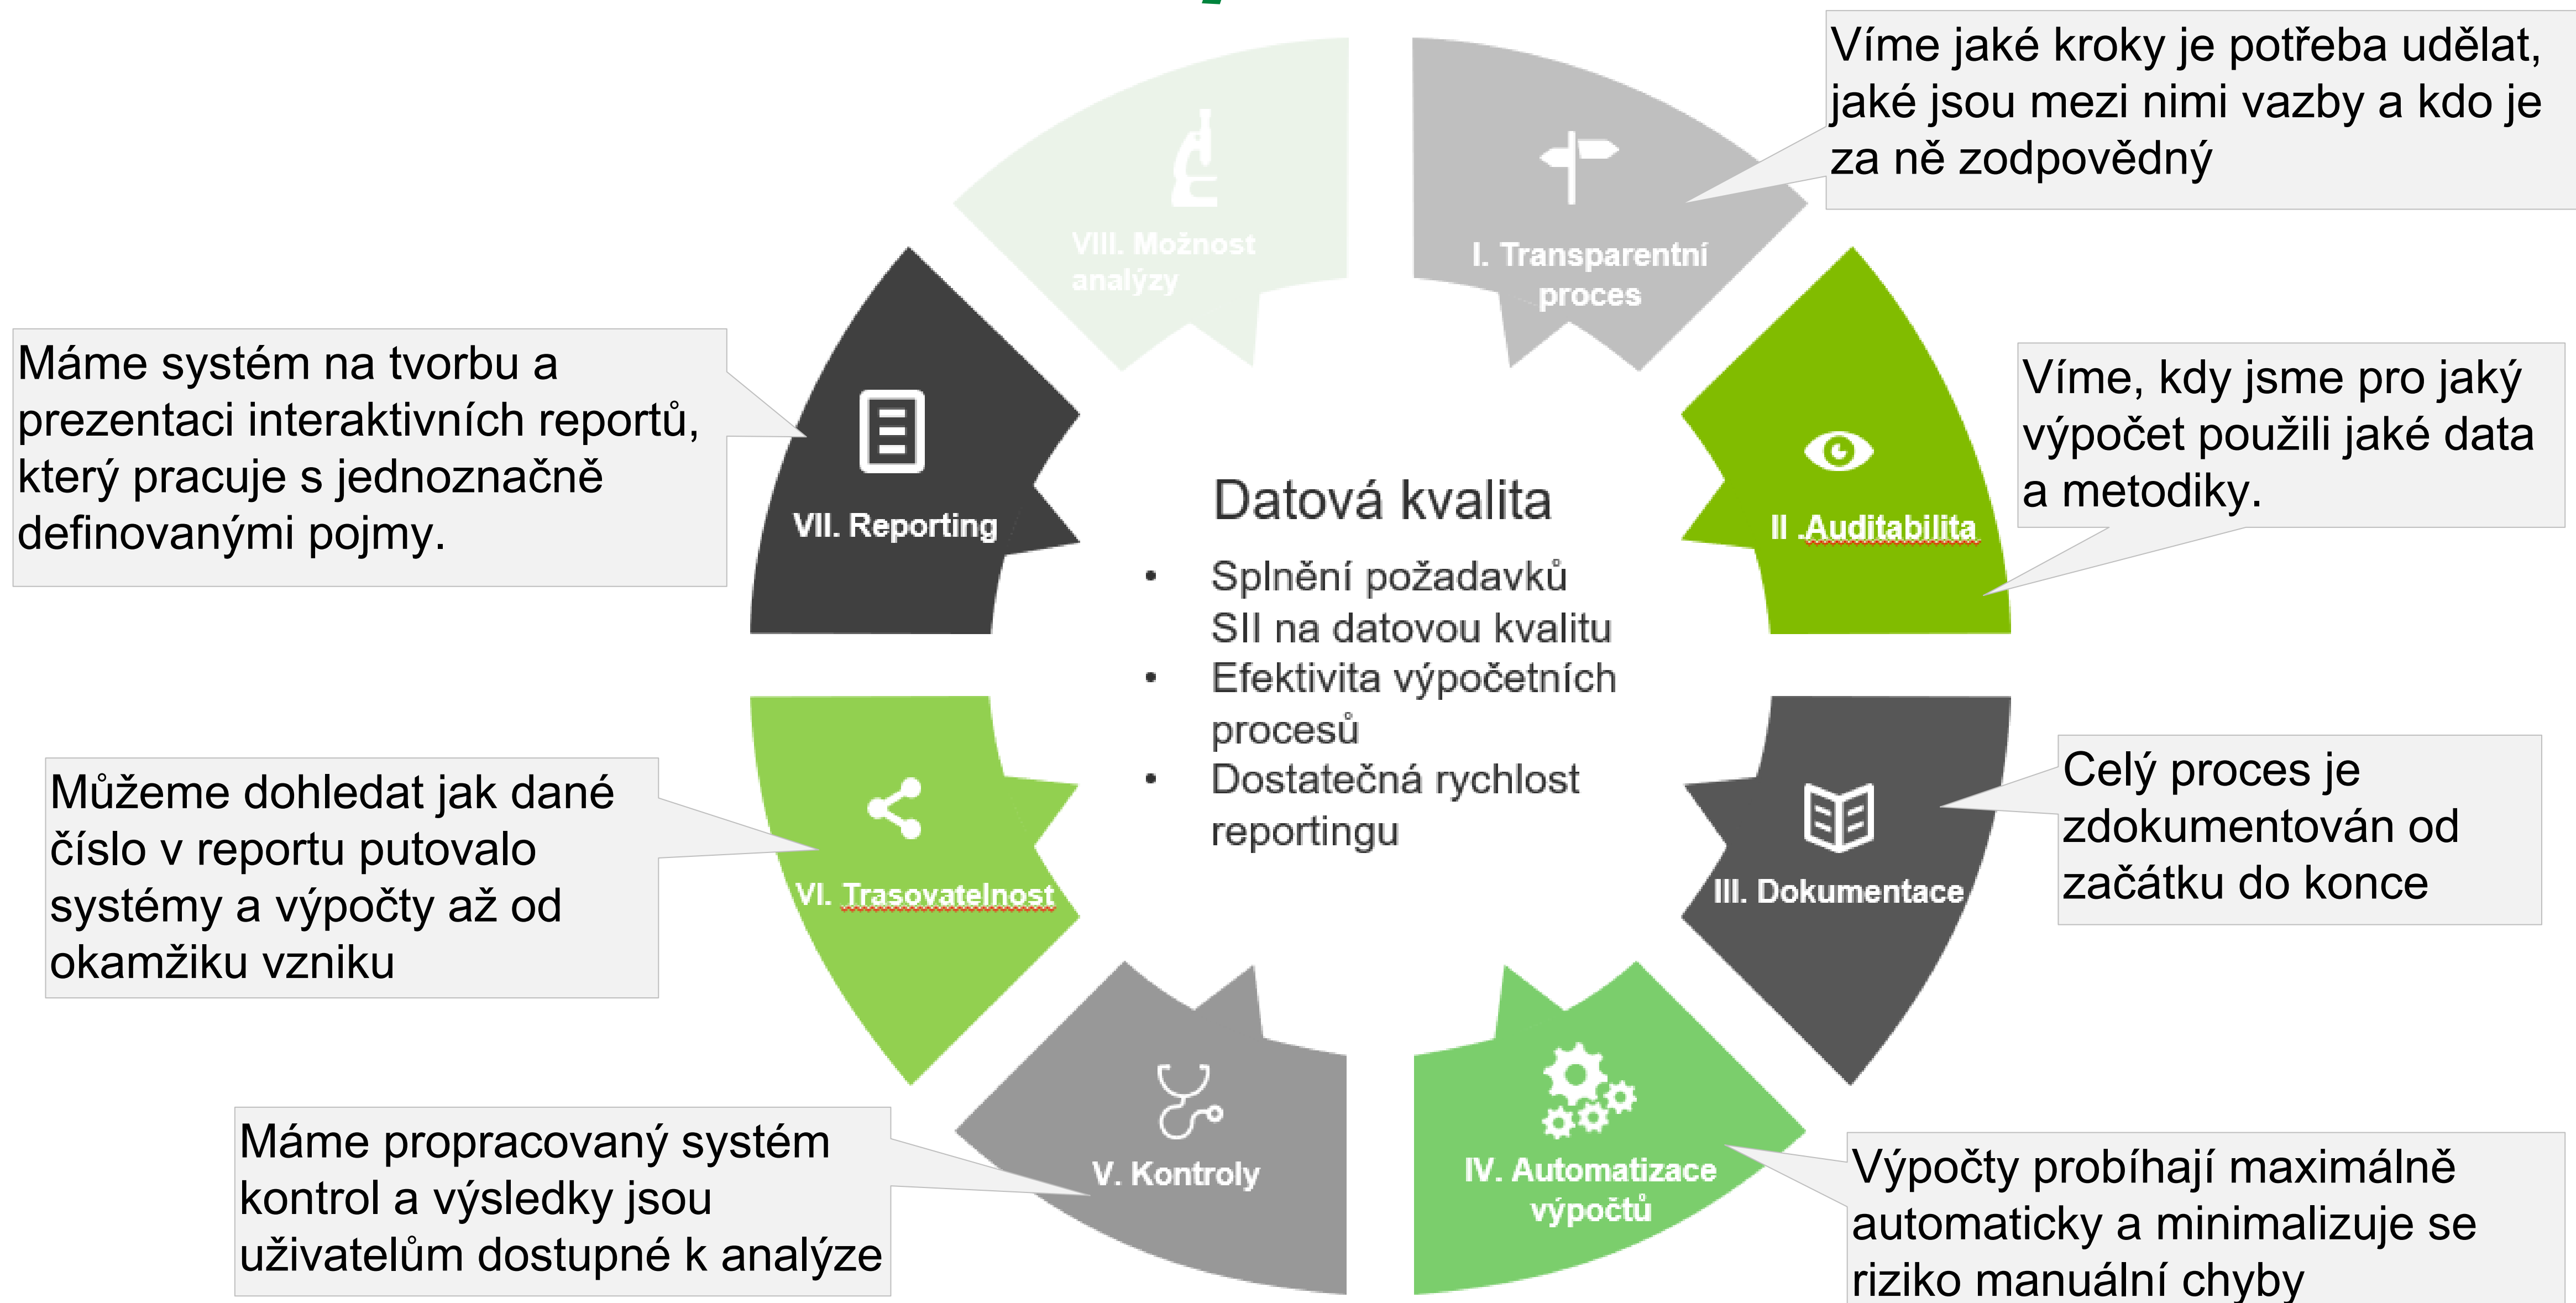 Víme jaké kroky je potřeba udělat,
jaké jsou mezi nimi vazby a kdo je
za ně zodpovědný
VIII. Možnost
analýzy
I. Transparentní
proces
Máme systém na tvorbu a
prezentaci interaktivních reportů,
který pracuje s jednoznačně
definovanými pojmy.
VII. Reporting
Víme, kdy jsme pro jaký
výpočet použili jaké data
a metodiky.
II .Auditabilita
Datová kvalita
• Splnění požadavků
SII na datovou kvalitu
• Efektivita výpočetních
procesů
• Dostatečná rychlost
reportingu
Můžeme dohledat jak dané
číslo v reportu putovalo
systémy a výpočty až od
okamžiku vzniku
VI. Trasovatelnost
Celý proces je
zdokumentován od
začátku do konce
III. Dokumentace
Máme propracovaný systém
kontrol a výsledky jsou
uživatelům dostupné k analýze
V. Kontroly
IV. Automatizace
výpočtů
Výpočty probíhají maximálně
automaticky a minimalizuje se
riziko manuální chyby